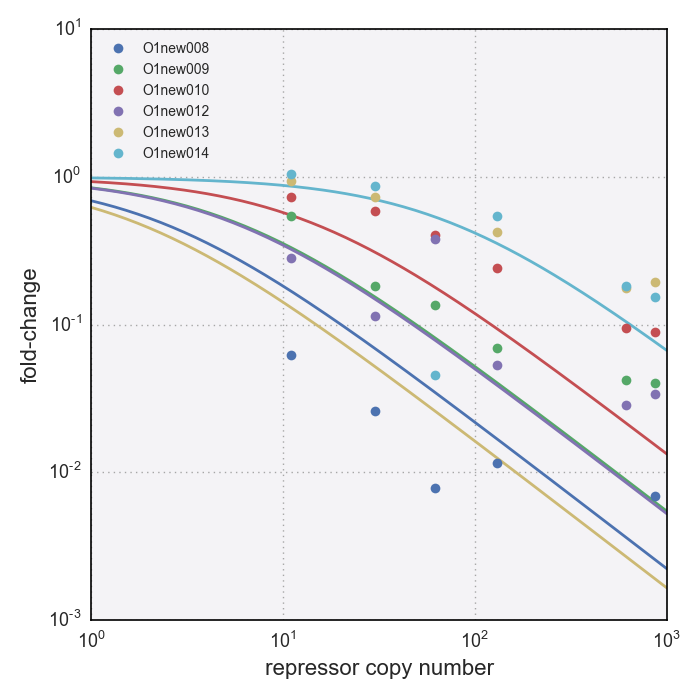 10^1
O1new008
O1new009
O1new010
O1new012
O1new013
O1new014
10^0
fold-change
10^-1
10^-2
10^-3
10^0 10^1 10^2 10^3
repressor copy number